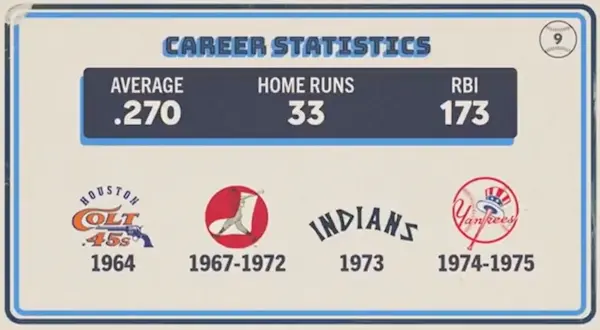 CAREER STATISTICS
9
AVERAGE HOME RUNS RBI
.270 33 173
HOUSTON
COLT
.45s
INDIANS
Yankees
1964 1967-1972 1973 1974-1975